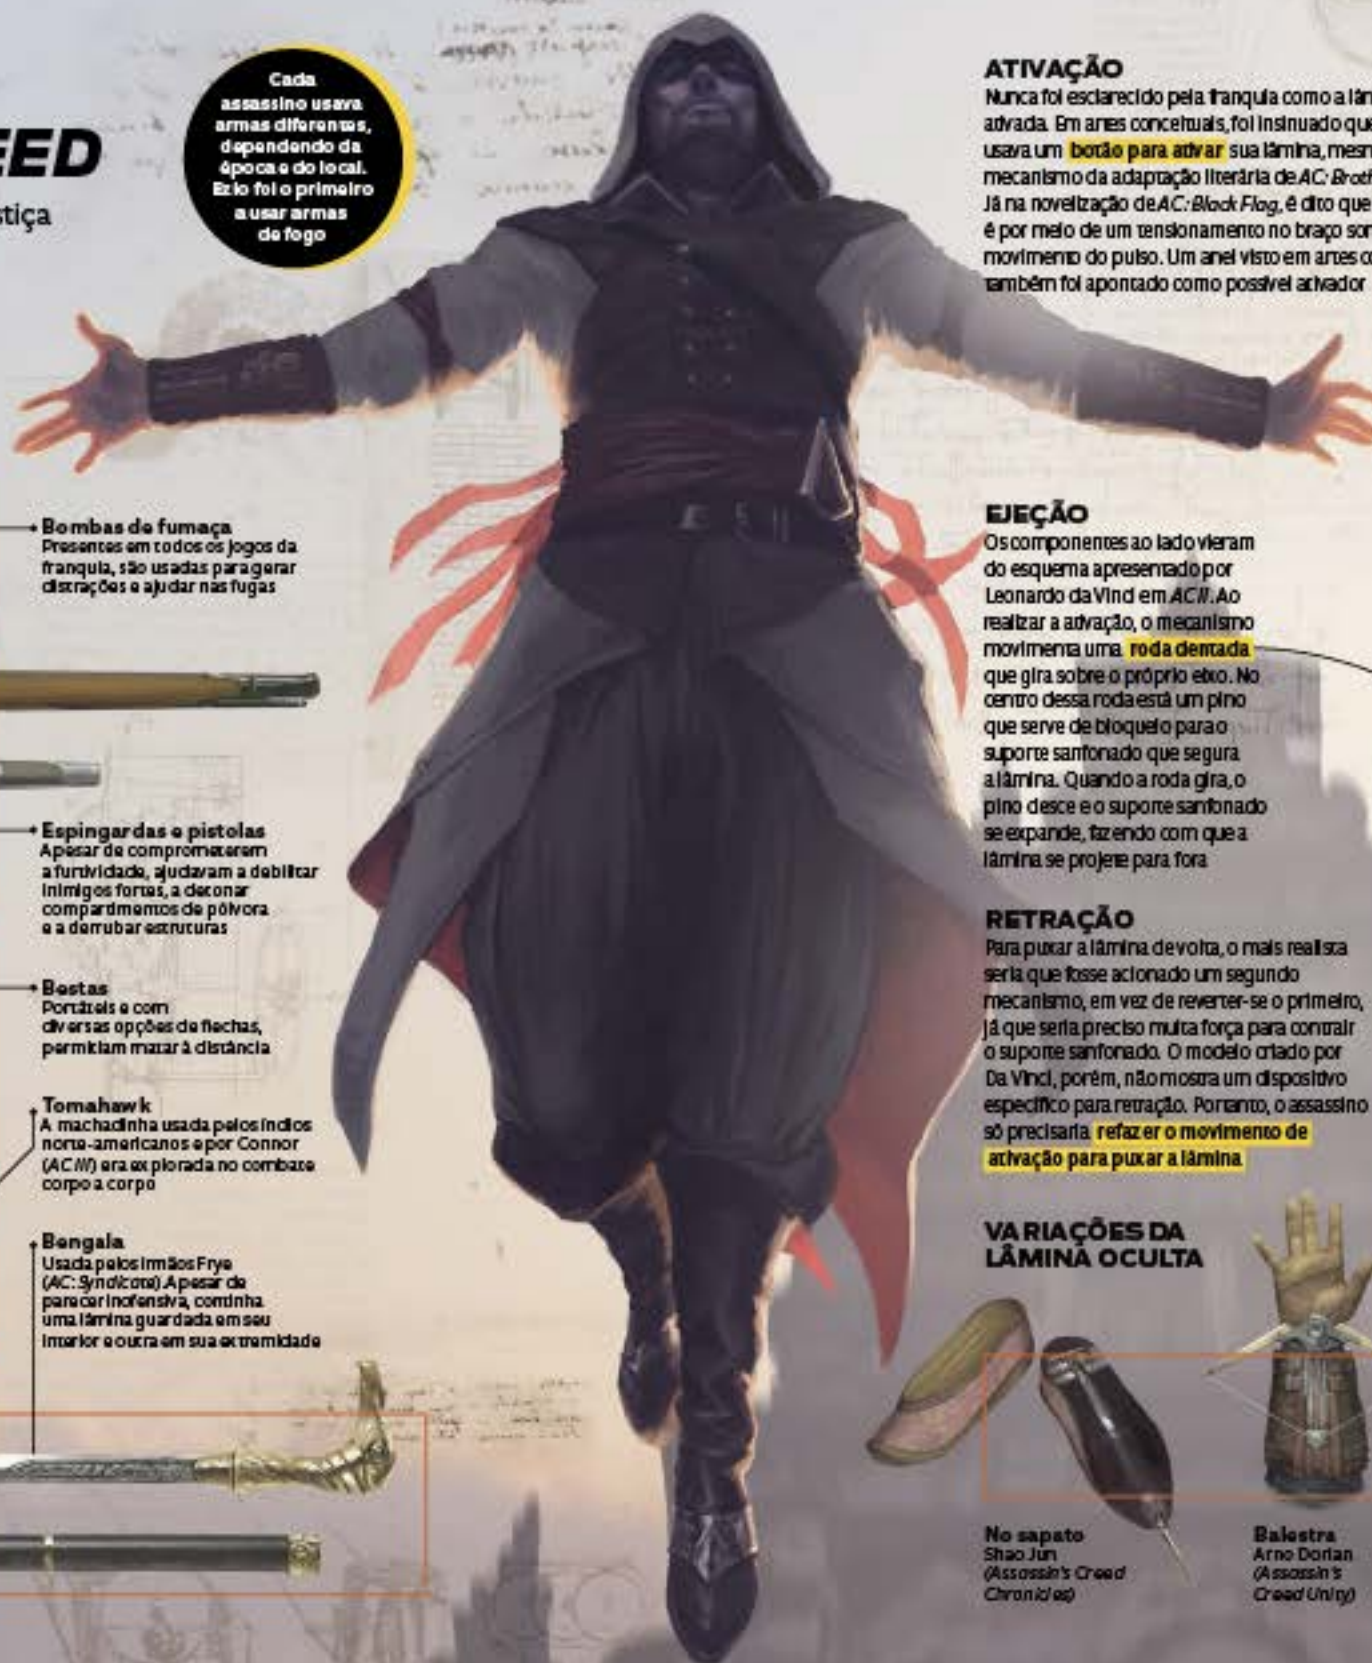 EED
stiça
Cada
assassino usava
armas diferentes,
dependendo da
época e do local.
Ezio foi o primeiro
a usar armas
de fogo
Bombas de fumaça
Presentes em todos os jogos da
franquia, são usadas para gerar
distrações e ajudar nas fugas
Espingardas e pistolas
Apesar de comprometerem
a furtividade, ajudavam a debilitar
inimigos fortes, a detonar
compartimentos de pólvora
e a derrubar estruturas
Bestas
Portáteis e com
diversas opções de flechas,
permitiam matar à distância
Tomahawk
A machadinha usada pelos índios
norte-americanos e por Connor
(AC III) era explorada no combate
corpo a corpo
Bengala
Usada pelos irmãos Frye
(AC: Syndicate). Apesar de
parecer inofensiva, continha
uma lâmina guardada em seu
interior e outra em sua extremidade
ATIVAÇÃO
Nunca foi esclarecido pela franquia como a lâm
ativada. Em artes conceituais, foi insinuado que
usava um botão para ativar sua lâmina, mesm
mecanismo da adaptação literária de AC: Broth
Já na novelização de AC: Black Flag, é dito que
é por meio de um tensionamento no braço som
movimento do pulso. Um anel visto em artes co
também foi apontado como possível ativador
EJEÇÃO
Os componentes ao lado vieram
do esquema apresentado por
Leonardo da Vinci em AC II. Ao
realizar a ativação, o mecanismo
movimenta uma roda dentada
que gira sobre o próprio eixo. No
centro dessa roda está um pino
que serve de bloqueio para o
suporte sanfonado que segura
a lâmina. Quando a roda gira, o
pino desce e o suporte sanfonado
se expande, fazendo com que a
lâmina se projete para fora
RETRAÇÃO
Para puxar a lâmina de volta, o mais realista
seria que fosse acionado um segundo
mecanismo, em vez de reverter-se o primeiro,
já que seria preciso muita força para contrair
o suporte sanfonado. O modelo criado por
Da Vinci, porém, não mostra um dispositivo
específico para retração. Portanto, o assassino
só precisaria refazer o movimento de
ativação para puxar a lâmina
VARIAÇÕES DA
LÂMINA OCULTA
No sapato
Shao Jun
(Assassin's Creed
Chronicles)
Balestra
Arno Dorian
(Assassin's
Creed Unity)